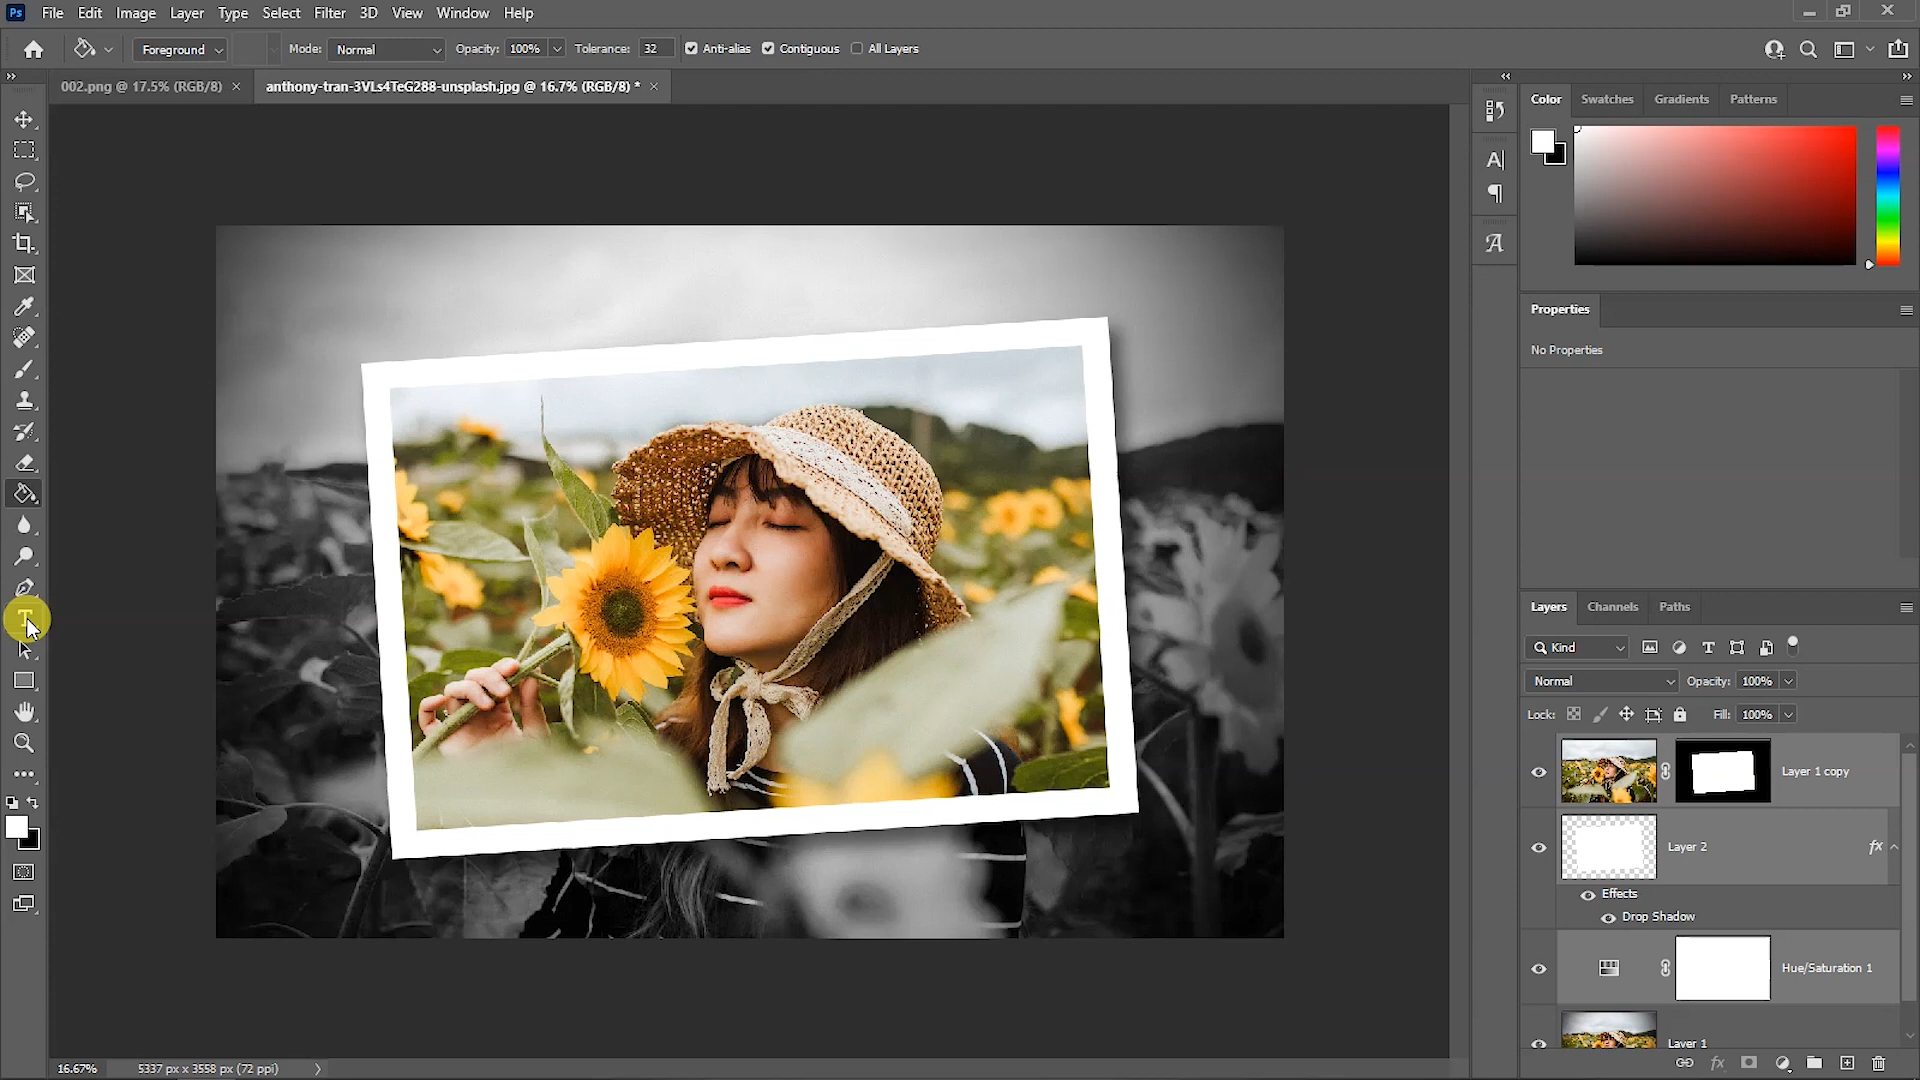 Ps File Edit Image Layer Type Select Filter 3D View Window Help
Foreground Mode: Normal Opacity: 100% Tolerance: 32 Anti-alias Contiguous All Layers
002.png @ 17.5% (RGB/8) × anthony-tran-3VLs4TeG288-unsplash.jpg @ 16.7% (RGB/8) * ×
Color Swatches Gradients Patterns
Properties
No Properties
Layers Channels Paths
Kind
Normal Opacity: 100%
Lock: Fill: 100%
Layer 1 copy
Layer 2 fx
Effects
Drop Shadow
Hue/Saturation 1
Layer 1
16.67% 5337 px x 3558 px (72 ppi)